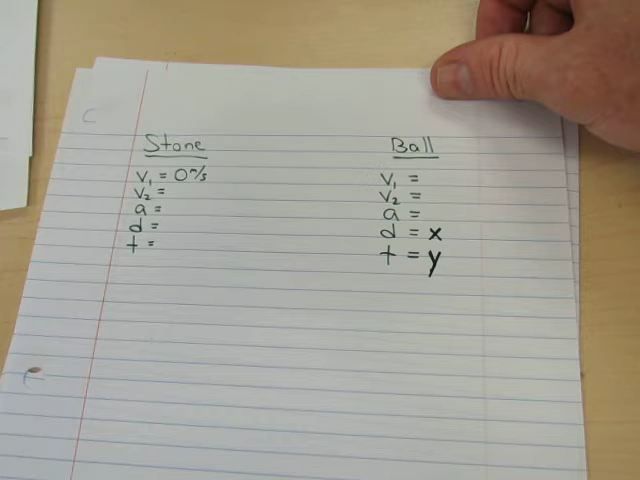 Stone
V₁ = 0 m/s
V₂ =
a =
d =
t =
Ball
V₁ =
V₂ =
a =
d = x
t = y